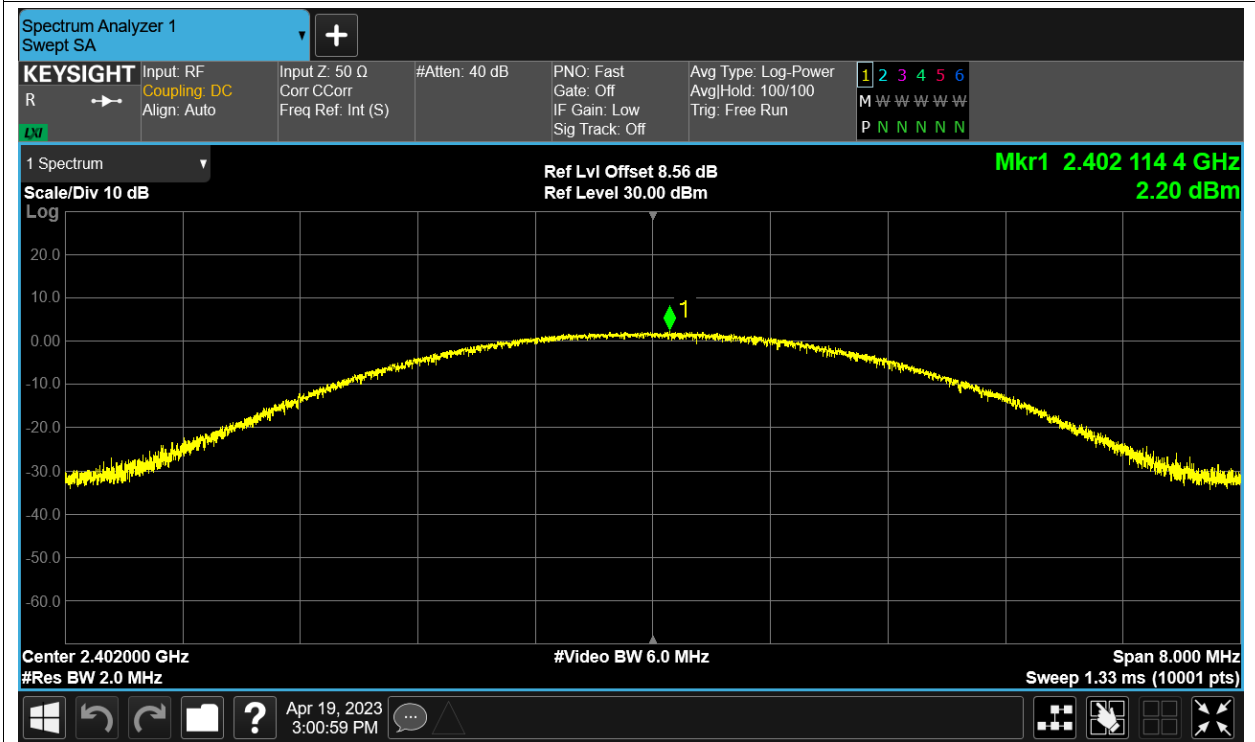 Spectrum Analyzer 1
Swept SA
KEYSIGHT
R
LXI
Input: RF
Coupling: DC
Align: Auto
Input Z: 50 Ω
Corr CCorr
Freq Ref: Int (S)
#Atten: 40 dB
PNO: Fast
Gate: Off
IF Gain: Low
Sig Track: Off
Avg Type: Log-Power
Avg|Hold: 100/100
Trig: Free Run
1 2 3 4 5 6
M W W W W W
P N N N N N
1 Spectrum
Scale/Div 10 dB
Ref Lvl Offset 8.56 dB
Ref Level 30.00 dBm
Mkr1 2.402 114 4 GHz
2.20 dBm
Log
20.0
10.0
1
0.00
-10.0
-20.0
-30.0
-40.0
-50.0
-60.0
Center 2.402000 GHz
#Video BW 6.0 MHz
Span 8.000 MHz
#Res BW 2.0 MHz
Sweep 1.33 ms (10001 pts)
?
Apr 19, 2023
3:00:59 PM